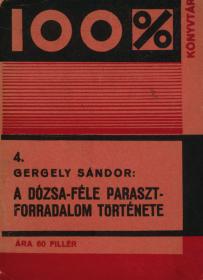 100%
KÖNYVTÁR
4.
GERGELY SÁNDOR:
A DÓZSA-FÉLE PARASZT-
FORRADALOM TÖRTÉNETE
ÁRA 60 FILLÉR